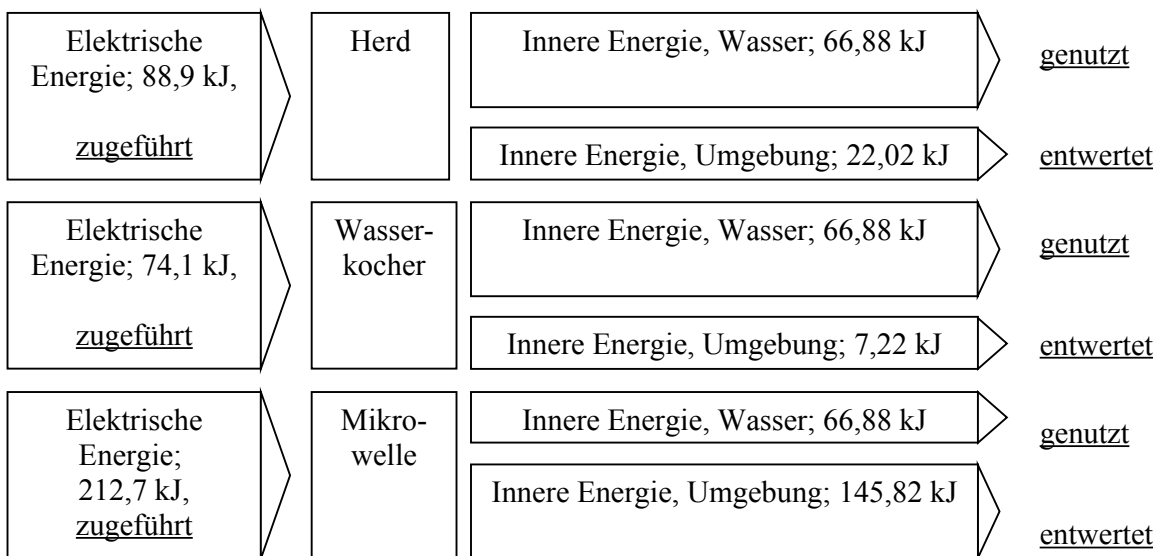 Elektrische
Energie; 88,9 kJ,
zugeführt
Herd
Innere Energie, Wasser; 66,88 kJ
genutzt
Innere Energie, Umgebung; 22,02 kJ
entwertet
Elektrische
Energie; 74,1 kJ,
zugeführt
Wasser-
kocher
Innere Energie, Wasser; 66,88 kJ
genutzt
Innere Energie, Umgebung; 7,22 kJ
entwertet
Elektrische
Energie;
212,7 kJ,
zugeführt
Mikro-
welle
Innere Energie, Wasser; 66,88 kJ
genutzt
Innere Energie, Umgebung; 145,82 kJ
entwertet